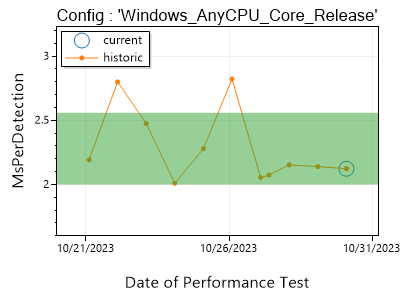 Config : 'Windows_AnyCPU_Core_Release'
current
historic
3
2.5
2
MsPerDetection
10/21/2023
10/26/2023
10/31/2023
Date of Performance Test